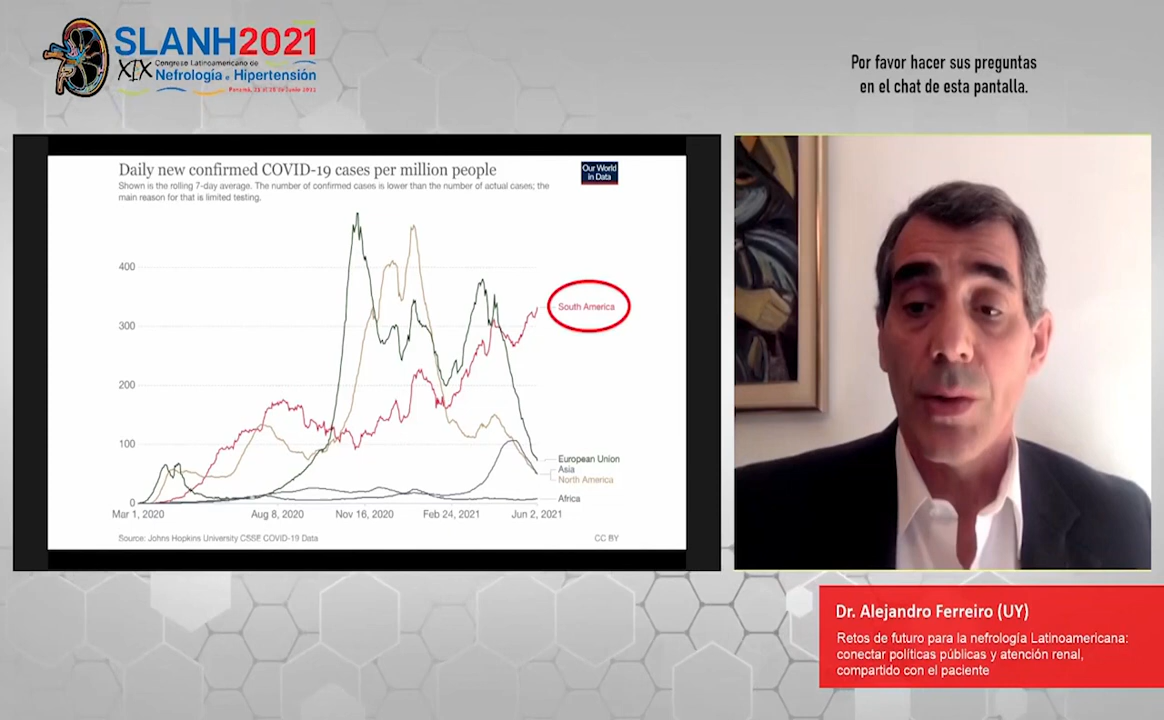 SLANH2021
XIX Congreso Latinoamericano de
Nefrología e Hipertensión
Por favor hacer sus preguntas
en el chat de esta pantalla.
Daily new confirmed COVID-19 cases per million people
Shown is the rolling 7-day average. The number of confirmed cases is lower than the number of actual cases; the
main reason for that is limited testing.
Our World
in Data
400
300
200
100
0
South America
European Union
Asia
North America
Africa
Mar 1, 2020
Aug 8, 2020
Nov 16, 2020
Feb 24, 2021
Jun 2, 2021
Source: Johns Hopkins University CSSE COVID-19 Data
CC BY
Dr. Alejandro Ferreiro (UY)
Retos de futuro para la nefrología Latinoamericana:
conectar políticas públicas y atención renal,
compartido con el paciente